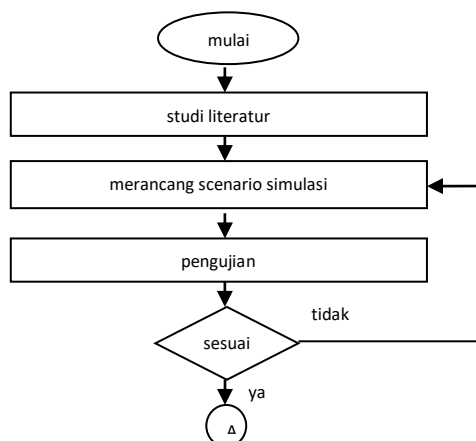 mulai
studi literatur
merancang scenario simulasi
pengujian
tidak
sesuai
ya
A